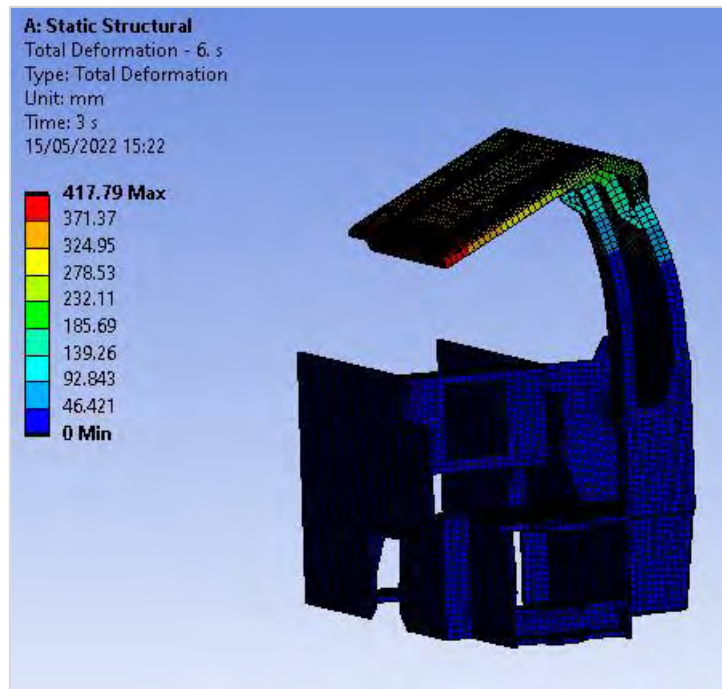 A: Static Structural
Total Deformation - 6. s
Type: Total Deformation
Unit: mm
Time: 3 s
15/05/2022 15:22
417.79 Max
371.37
324.95
278.53
232.11
185.69
139.26
92.843
46.421
0 Min